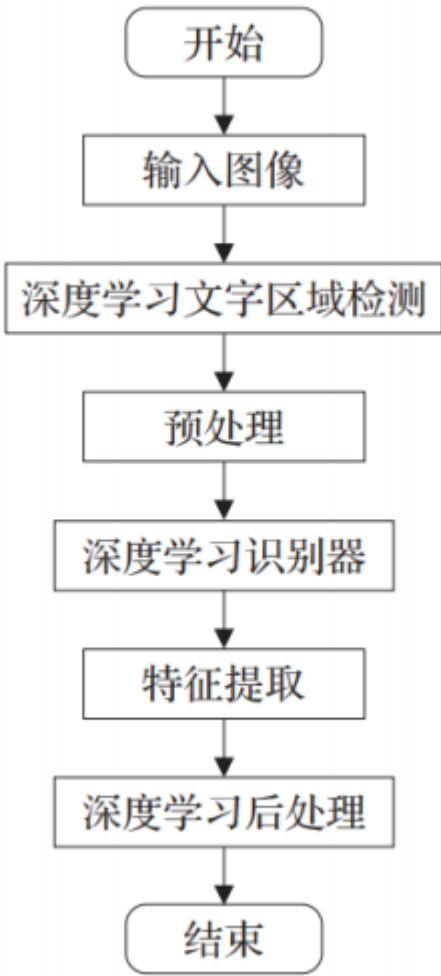 开始
输入图像
深度学习文字区域检测
预处理
深度学习识别器
特征提取
深度学习后处理
结束